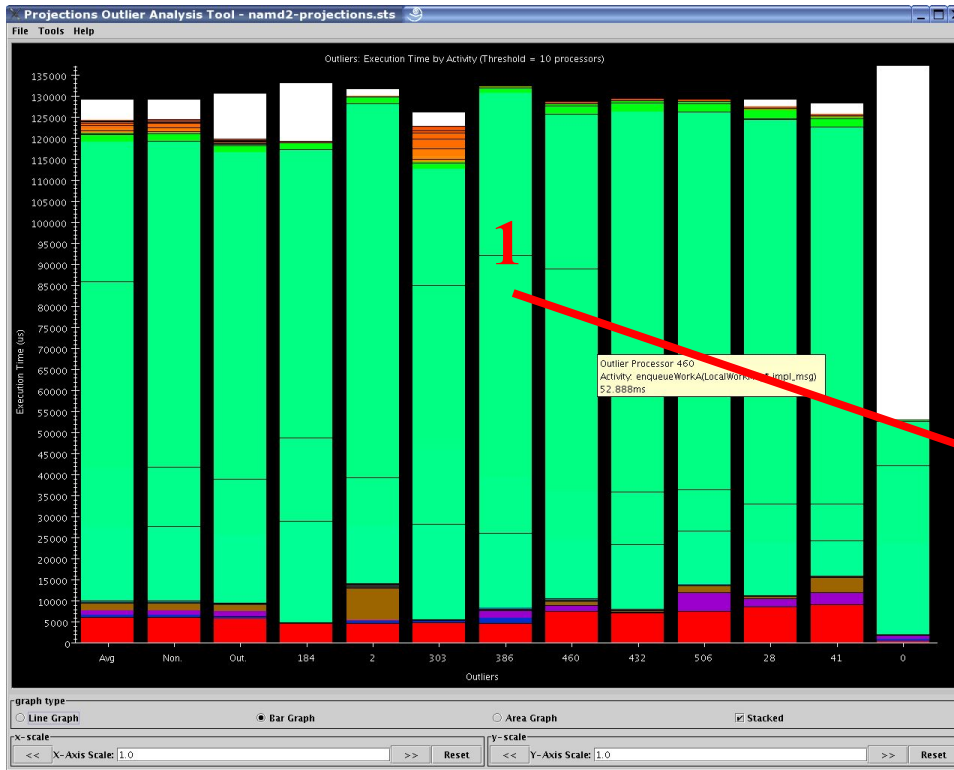 Projections Outlier Analysis Tool - namd2-projections.sts
File Tools Help
Outliers: Execution Time by Activity (Threshold = 10 processors)
135000
130000
125000
120000
115000
110000
105000
100000
95000
90000
85000
80000
75000
70000
65000
60000
55000
50000
45000
40000
35000
30000
25000
20000
15000
10000
5000
0
Execution Time (us)
1
Outlier Processor 460
Activity: enqueueWorkA(LocalWor impl_msg)
52.888ms
Avg Non. Out. 184 2 303 386 460 432 506 28 41 0
Outliers
graph type
Line Graph Bar Graph Area Graph Stacked
x-scale y-scale
<< X-Axis Scale: 1.0 >> Reset << Y-Axis Scale: 1.0 >> Reset